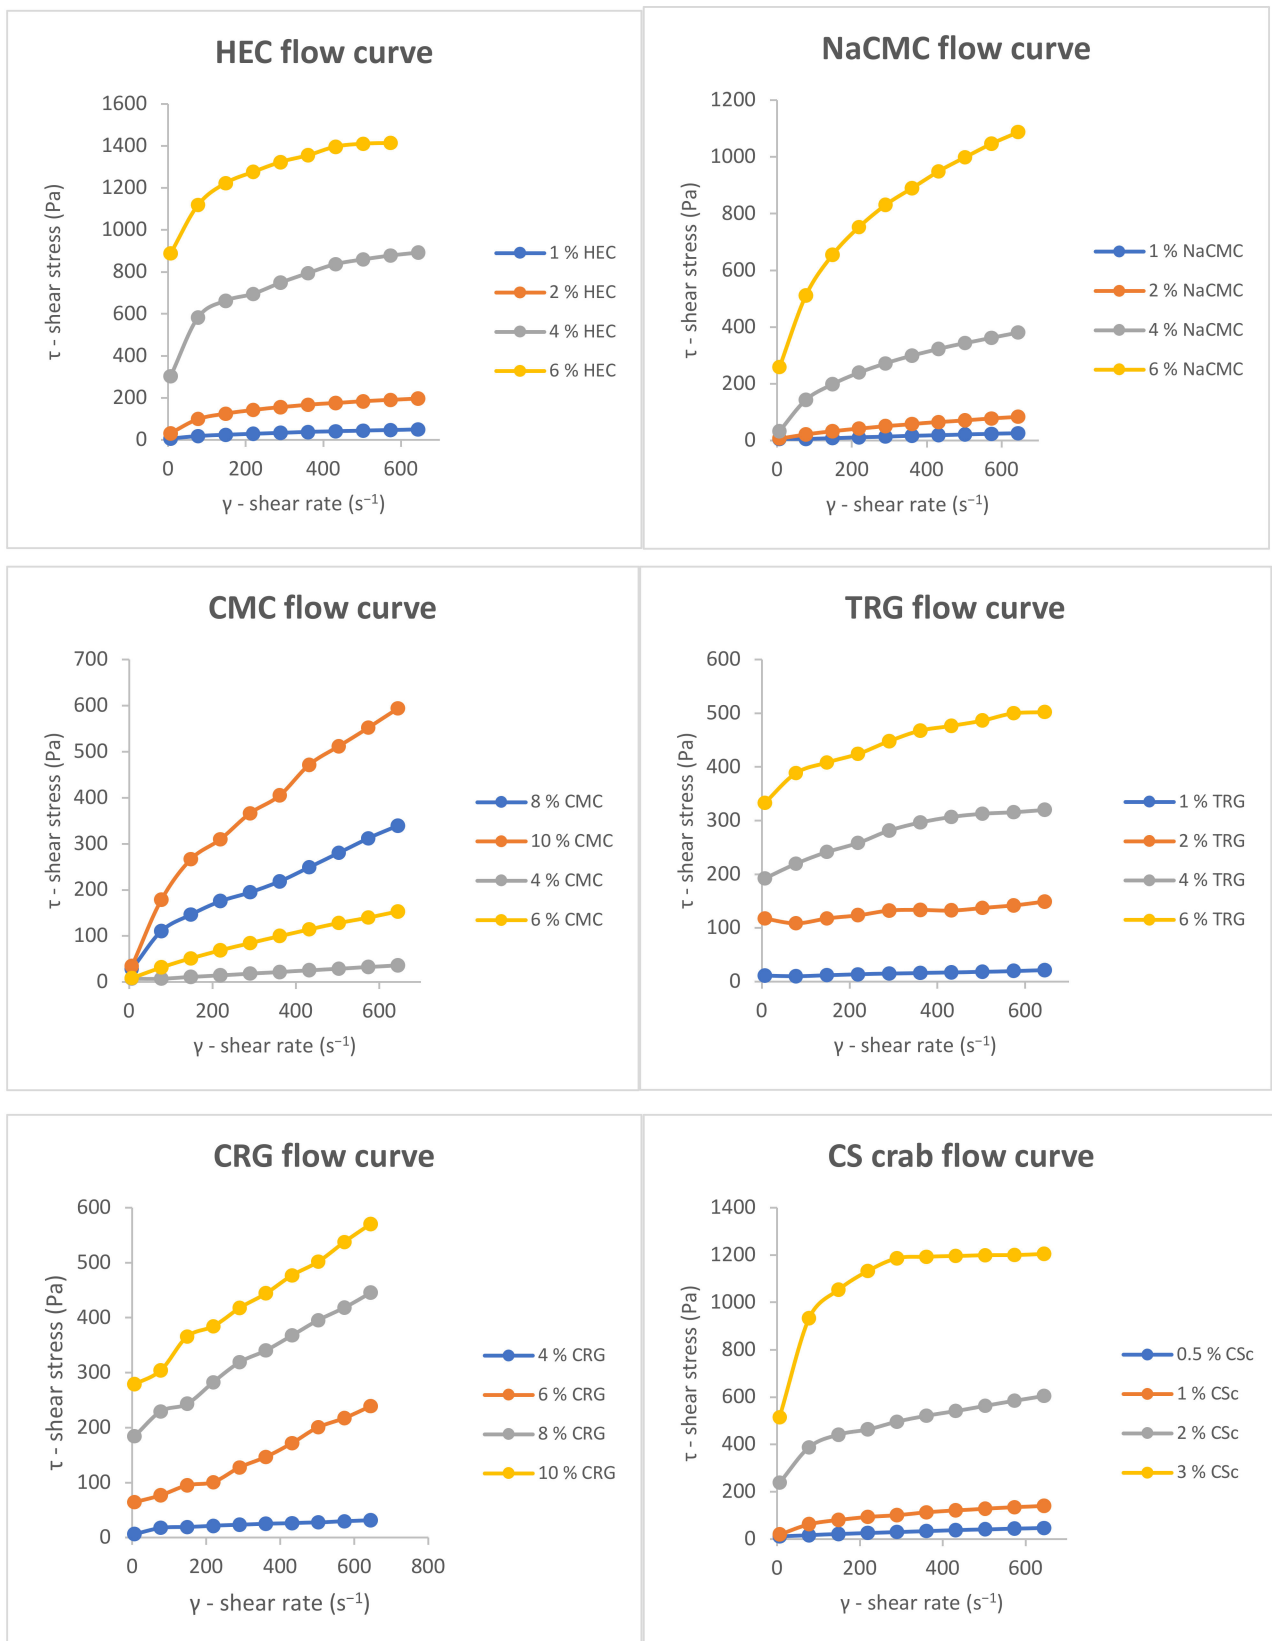 HEC flow curve
1600
1400
1200
1000
800
600
400
200
0
0 200 400 600
τ - shear stress (Pa)
γ - shear rate (s⁻¹)
1 % HEC
2 % HEC
4 % HEC
6 % HEC
NaCMC flow curve
1200
1000
800
600
400
200
0
0 200 400 600
τ - shear stress (Pa)
γ - shear rate (s⁻¹)
1 % NaCMC
2 % NaCMC
4 % NaCMC
6 % NaCMC
CMC flow curve
700
600
500
400
300
200
100
0
0 200 400 600
τ - shear stress (Pa)
γ - shear rate (s⁻¹)
8 % CMC
10 % CMC
4 % CMC
6 % CMC
TRG flow curve
600
500
400
300
200
100
0
0 200 400 600
τ - shear stress (Pa)
γ - shear rate (s⁻¹)
1 % TRG
2 % TRG
4 % TRG
6 % TRG
CRG flow curve
600
500
400
300
200
100
0
0 200 400 600 800
τ - shear stress (Pa)
γ - shear rate (s⁻¹)
4 % CRG
6 % CRG
8 % CRG
10 % CRG
CS crab flow curve
1400
1200
1000
800
600
400
200
0
0 200 400 600
τ - shear stress (Pa)
γ - shear rate (s⁻¹)
0.5 % CSc
1 % CSc
2 % CSc
3 % CSc